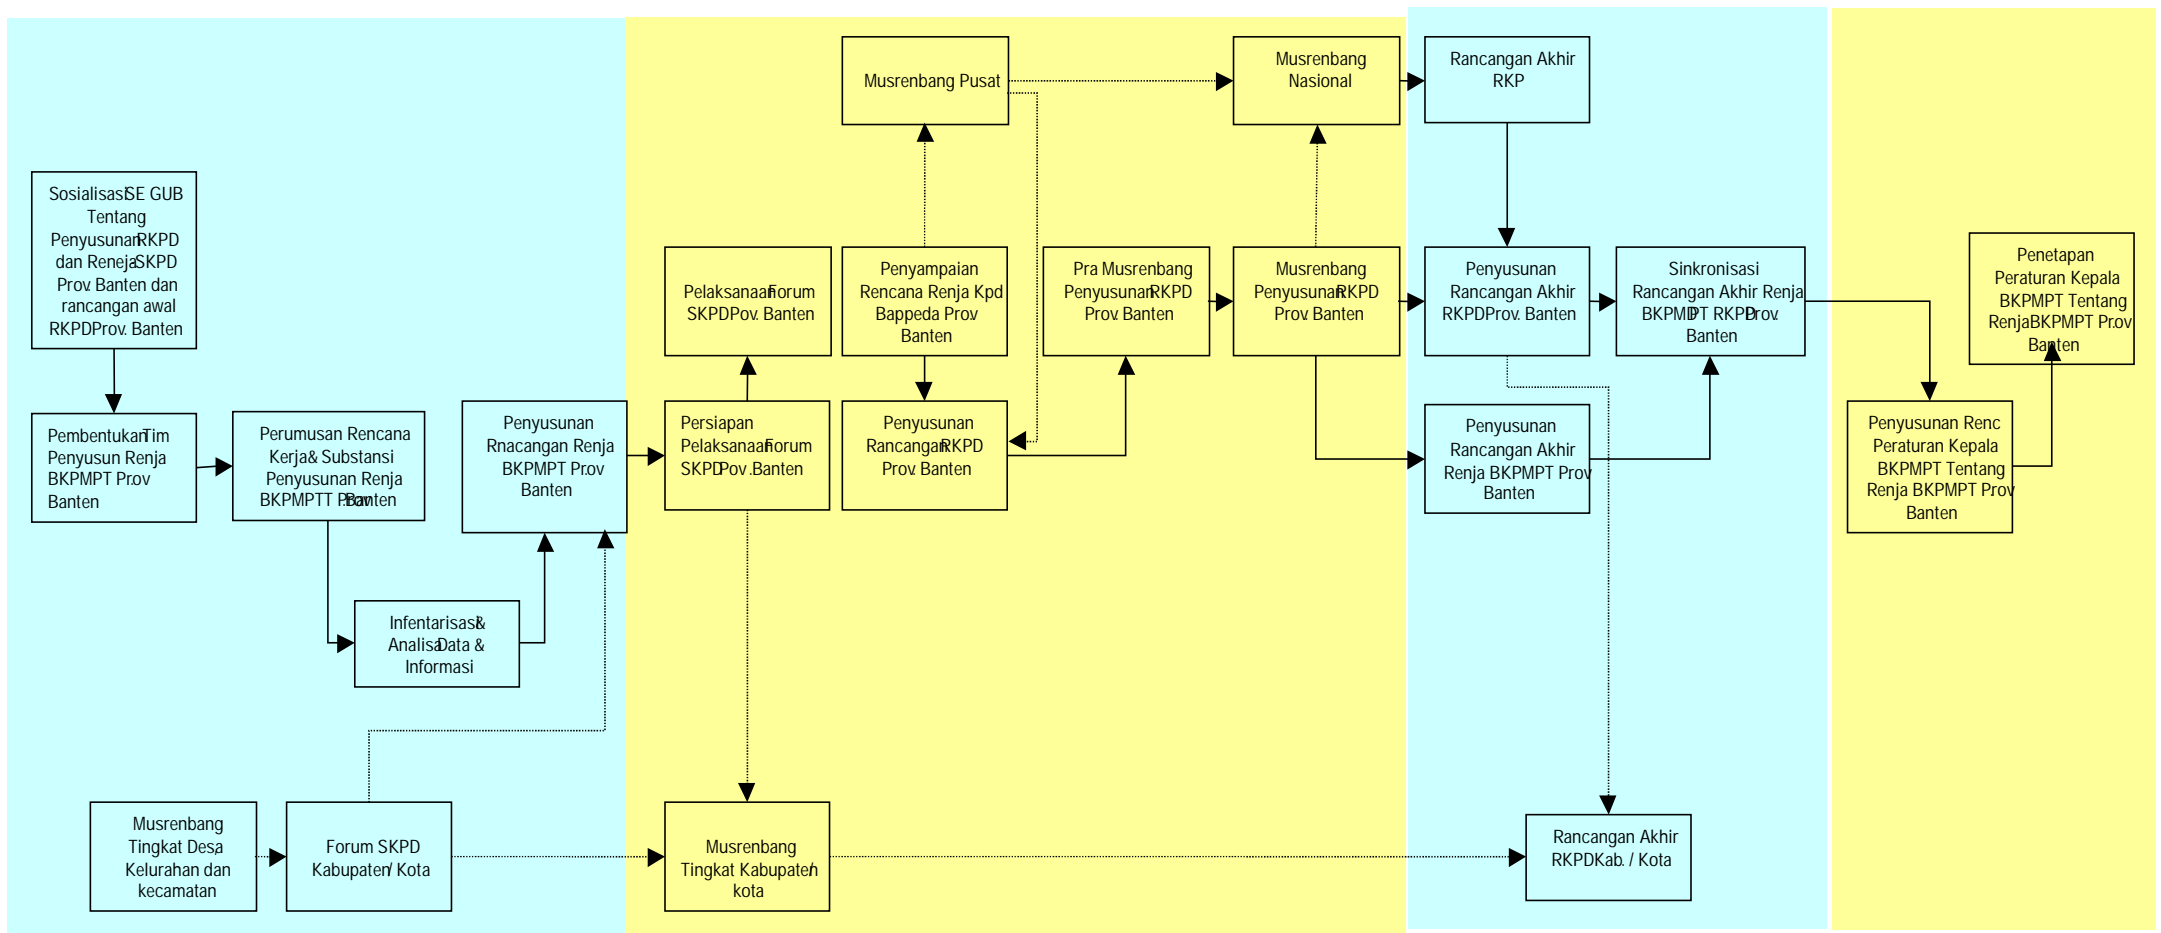 Musrenbang Pusat
Musrenbang
Nasional
Rancangan Akhir
RKP
Sosialisasi SE GUB
Tentang
Penyusunan RKPD
dan Reneja SKPD
Prov. Banten dan
rancangan awal
RKPD Prov. Banten
Pelaksanaan Forum
SKPD Pov. Banten
Penyampaian
Rencana Renja Kpd
Bappeda Prov.
Banten
Pra Musrenbang
Penyusunan RKPD
Prov. Banten
Musrenbang
Penyusunan RKPD
Prov. Banten
Penyusunan
Rancangan Akhir
RKPD Prov. Banten
Sinkronisasi
Rancangan Akhir Renja
BKPMDPT RKPD Prov.
Banten
Penetapan
Peraturan Kepala
BKPMPT Tentang
Renja BKPMPT Prov
Banten
Pembentukan Tim
Penyusun Renja
BKPMPT Prov
Banten
Perumusan Rencana
Kerja & Substansi
Penyusunan Renja
BKPMPTT Prov. Banten
Penyusunan
Rnacangan Renja
BKPMPT Prov
Banten
Persiapan
Pelaksanaan Forum
SKPD Pov. Banten
Penyusunan
Rancangan RKPD
Prov. Banten
Penyusunan
Rancangan Akhir
Renja BKPMPT Prov
Banten
Penyusunan Renc
Peraturan Kepala
BKPMPT Tentang
Renja BKPMPT Prov
Banten
Infentarisasi &
Analisa Data &
Informasi
Musrenbang
Tingkat Desa,
Kelurahan dan
kecamatan
Forum SKPD
Kabupaten / Kota
Musrenbang
Tingkat Kabupaten /
kota
Rancangan Akhir
RKPD Kab. / Kota